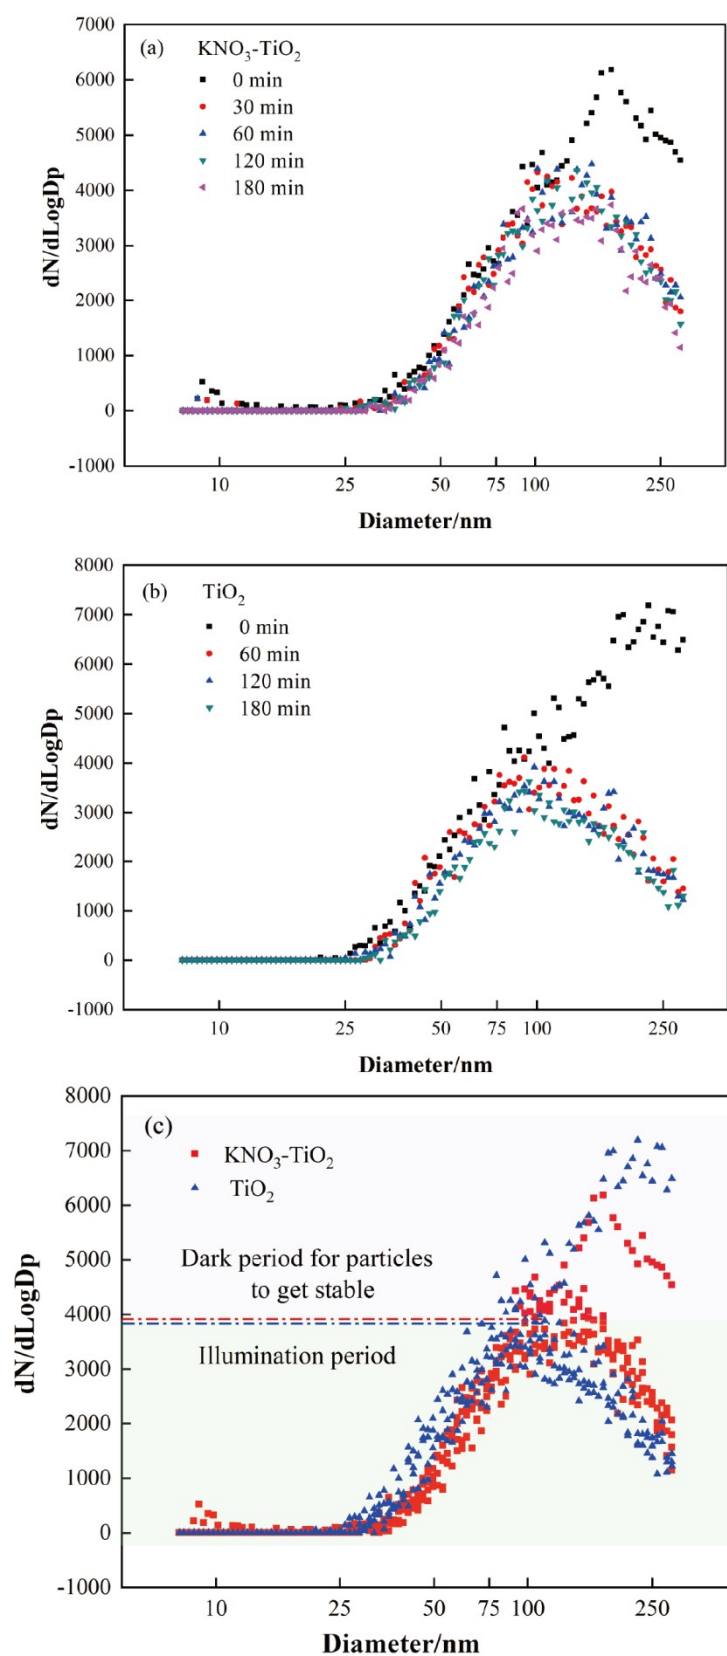 (a) KNO₃-TiO₂
0 min
30 min
60 min
120 min
180 min
7000
6000
5000
4000
3000
2000
1000
0
-1000
dN/dLogDp
10 25 50 75 100 250
Diameter/nm
(b) TiO₂
0 min
60 min
120 min
180 min
8000
7000
6000
5000
4000
3000
2000
1000
0
-1000
dN/dLogDp
10 25 50 75 100 250
Diameter/nm
(c)
KNO₃-TiO₂
TiO₂
Dark period for particles
to get stable
Illumination period
8000
7000
6000
5000
4000
3000
2000
1000
0
-1000
dN/dLogDp
10 25 50 75 100 250
Diameter/nm